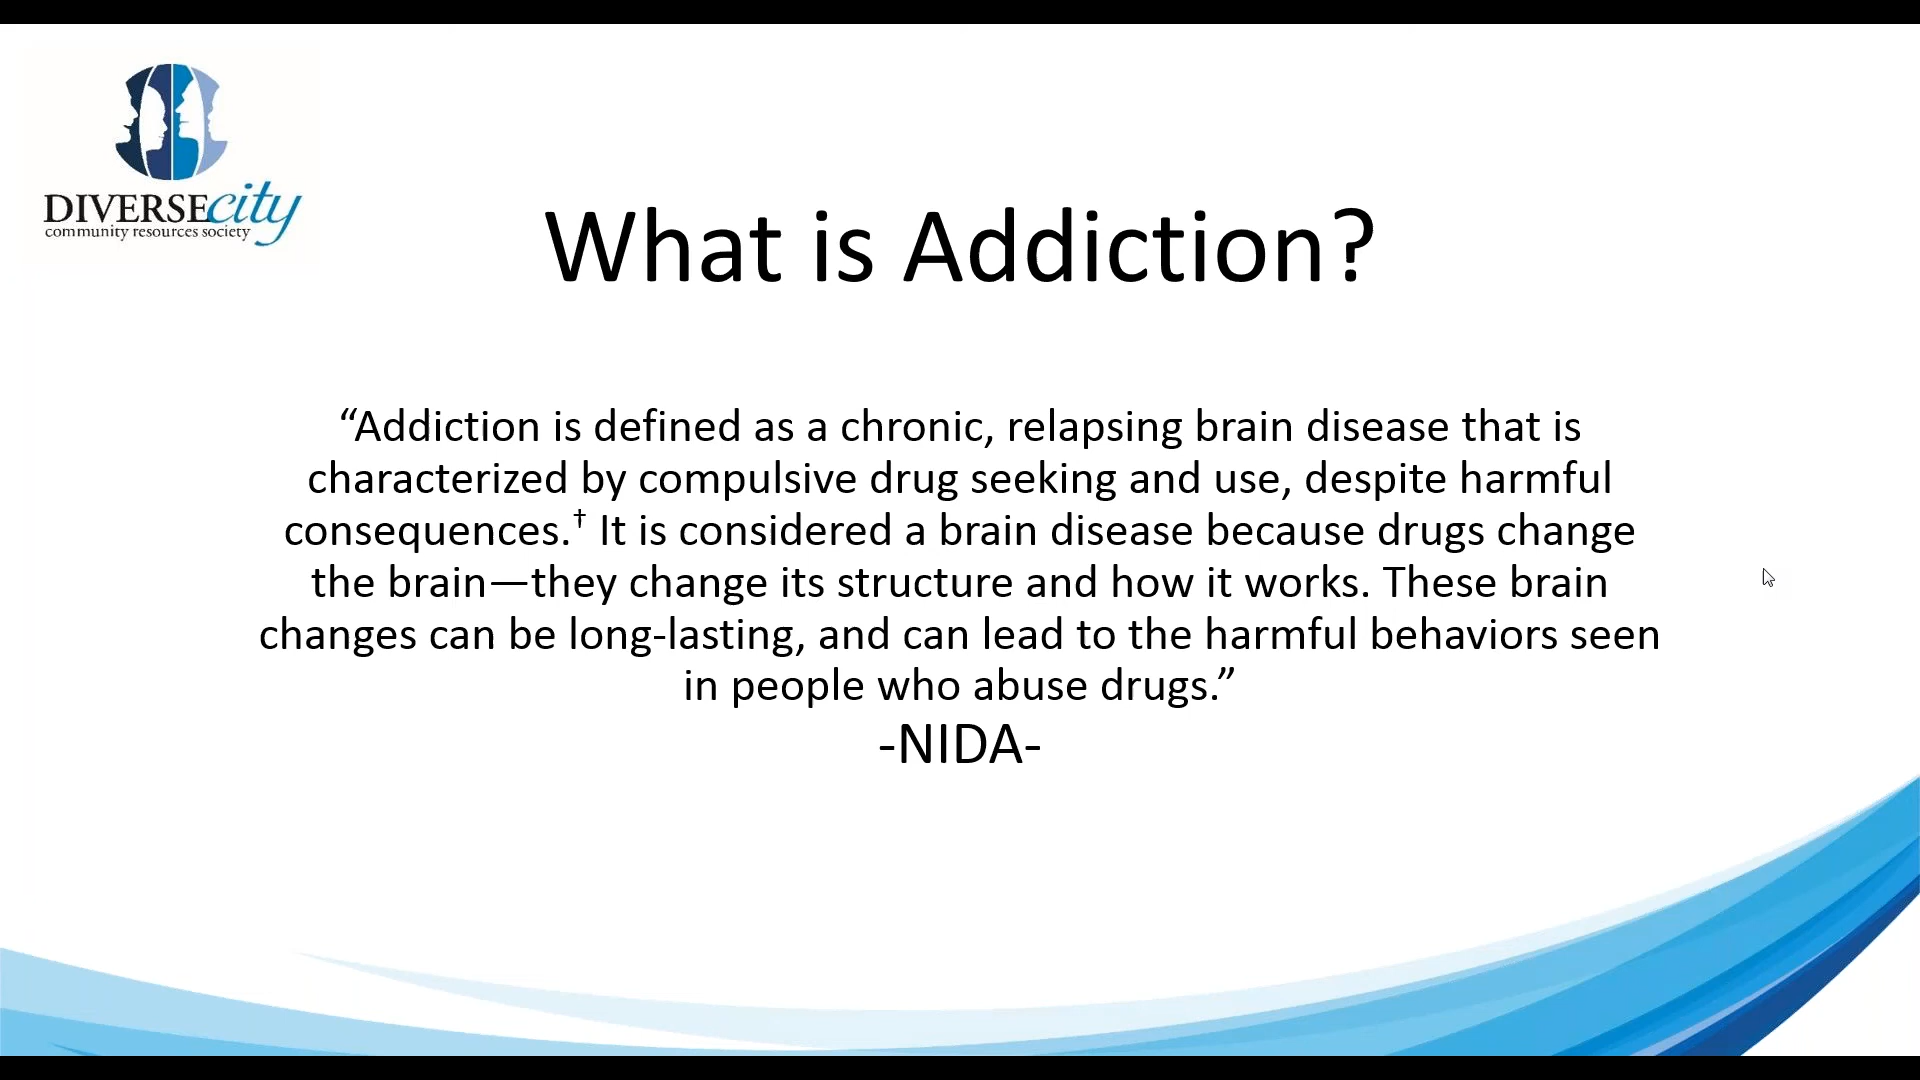 DIVERSEcity
community resources society
What is Addiction?
“Addiction is defined as a chronic, relapsing brain disease that is
characterized by compulsive drug seeking and use, despite harmful
consequences.† It is considered a brain disease because drugs change
the brain—they change its structure and how it works. These brain
changes can be long-lasting, and can lead to the harmful behaviors seen
in people who abuse drugs.”
-NIDA-